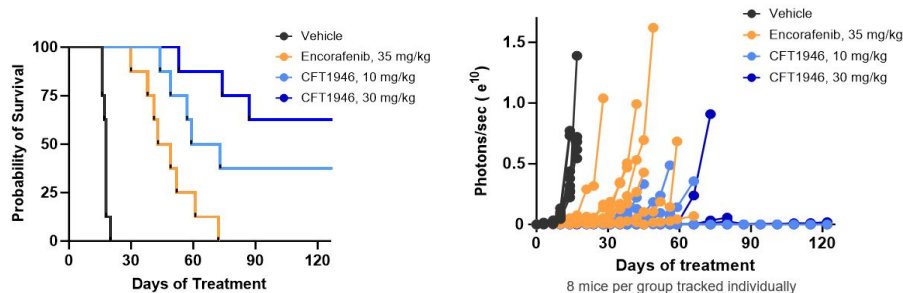 Vehicle
Encorafenib, 35 mg/kg
CFT1946, 10 mg/kg
CFT1946, 30 mg/kg
Probability of Survival
100
75
50
25
0
0 30 60 90 120
Days of Treatment
Vehicle
Encorafenib, 35 mg/kg
CFT1946, 10 mg/kg
CFT1946, 30 mg/kg
Photons/sec ( e¹⁰)
1.5
1.0
0.5
0
0 30 60 90 120
Days of treatment
8 mice per group tracked individually